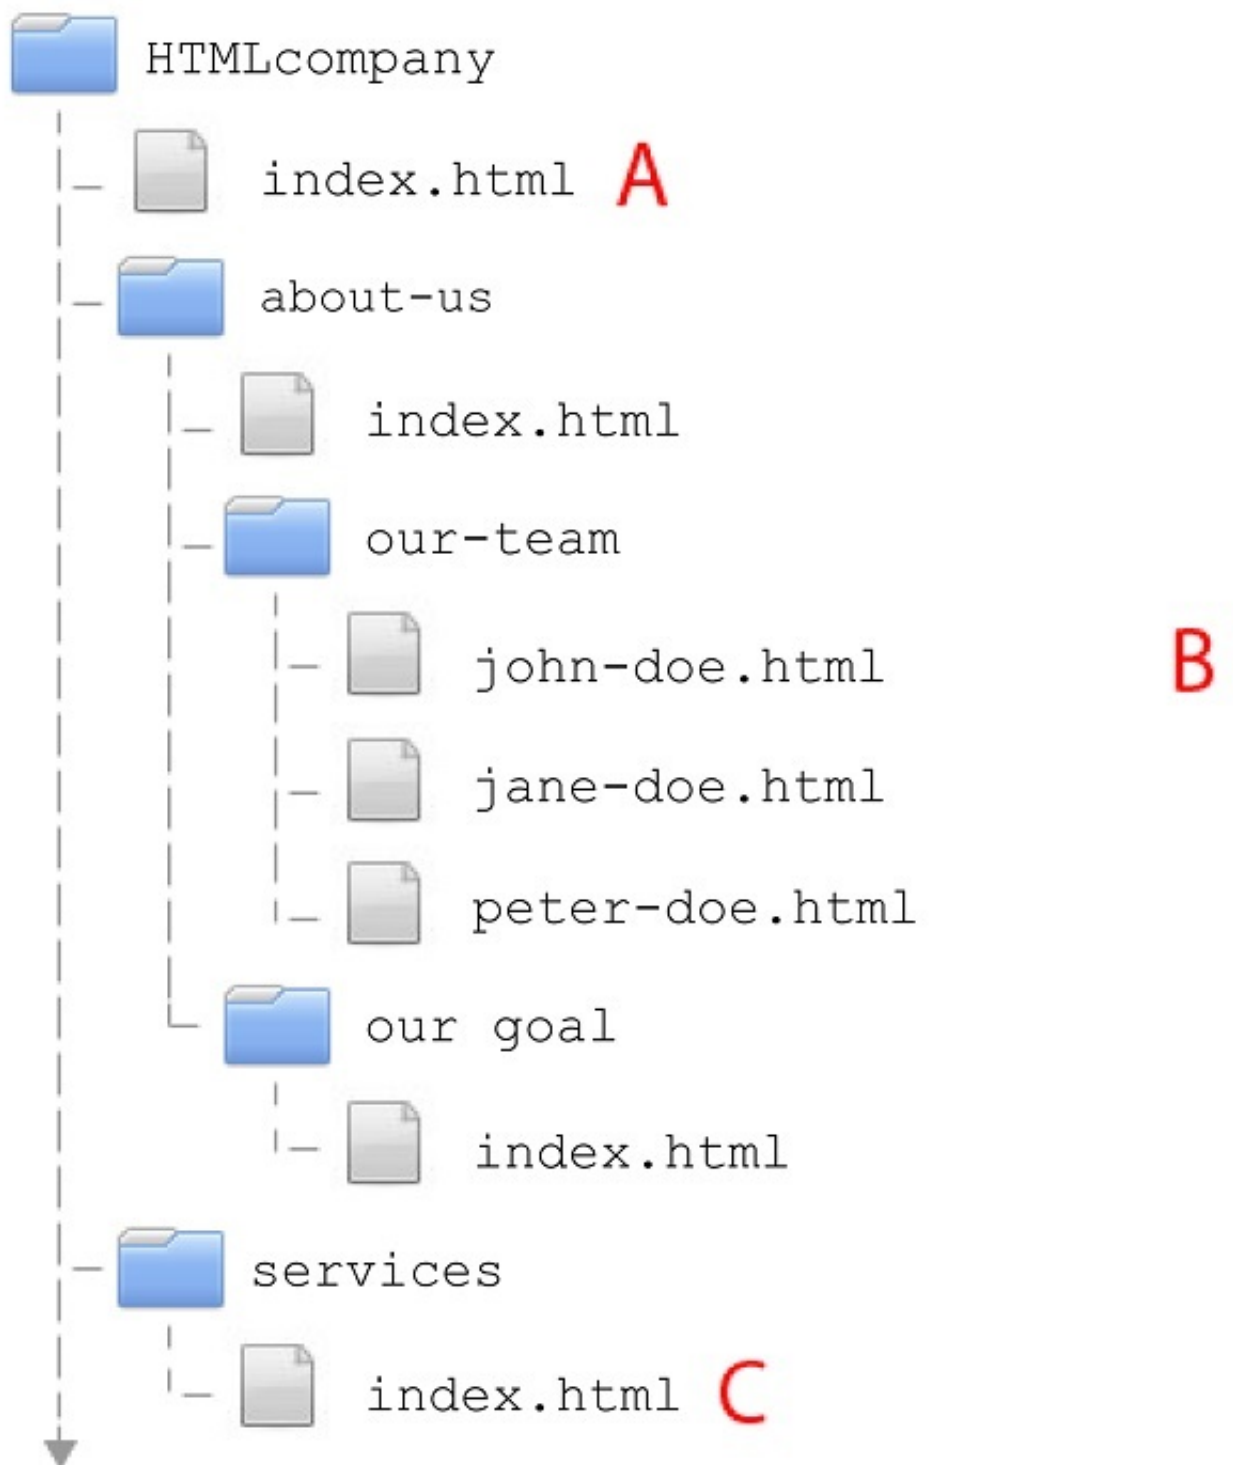 HTMLcompany
index.html A
about-us
index.html
our-team
john-doe.html B
jane-doe.html
peter-doe.html
our goal
index.html
services
index.html C